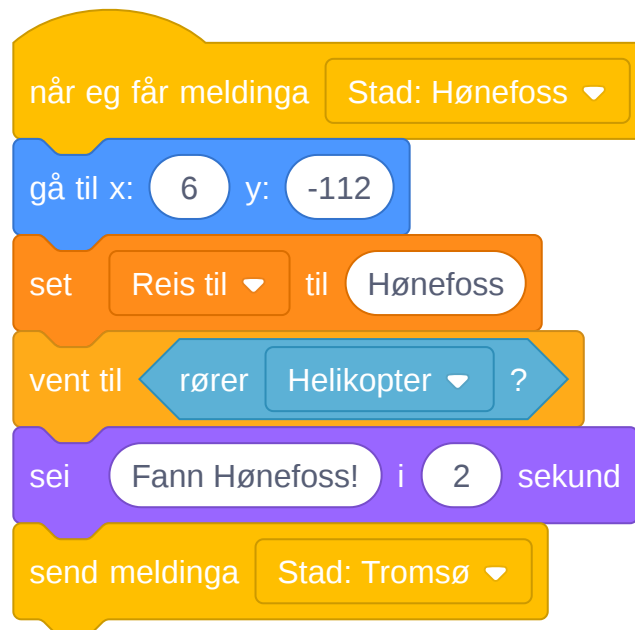 når eg får meldinga Stad: Hønefoss
gå til x: 6 y: -112
set Reis til til Hønefoss
vent til rører Helikopter ?
sei Fann Hønefoss! i 2 sekund
send meldinga Stad: Tromsø